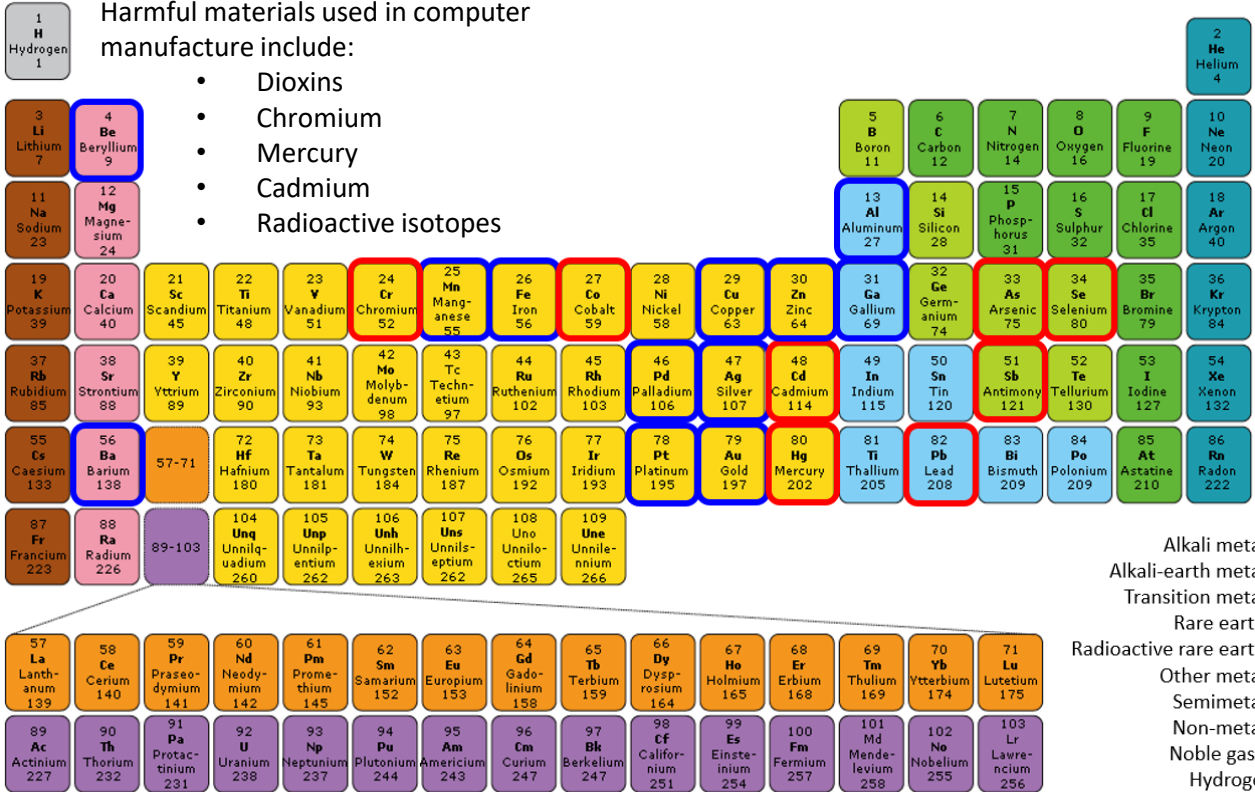 Harmful materials used in computer
manufacture include:
• Dioxins
• Chromium
• Mercury
• Cadmium
• Radioactive isotopes
1 H Hydrogen 1
2 He Helium 4
3 Li Lithium 7
4 Be Beryllium 9
5 B Boron 11
6 C Carbon 12
7 N Nitrogen 14
8 O Oxygen 16
9 F Fluorine 19
10 Ne Neon 20
11 Na Sodium 23
12 Mg Magne-sium 24
13 Al Aluminum 27
14 Si Silicon 28
15 P Phosp-horus 31
16 S Sulphur 32
17 Cl Chlorine 35
18 Ar Argon 40
19 K Potassium 39
20 Ca Calcium 40
21 Sc Scandium 45
22 Ti Titanium 48
23 V Vanadium 51
24 Cr Chromium 52
25 Mn Mang-anese 55
26 Fe Iron 56
27 Co Cobalt 59
28 Ni Nickel 58
29 Cu Copper 63
30 Zn Zinc 64
31 Ga Gallium 69
32 Ge Germ-anium 74
33 As Arsenic 75
34 Se Selenium 80
35 Br Bromine 79
36 Kr Krypton 84
37 Rb Rubidium 85
38 Sr Strontium 88
39 Y Yttrium 89
40 Zr Zirconium 90
41 Nb Niobium 93
42 Mo Molyb-denum 98
43 Tc Techn-etium 97
44 Ru Ruthenium 102
45 Rh Rhodium 103
46 Pd Palladium 106
47 Ag Silver 107
48 Cd Cadmium 114
49 In Indium 115
50 Sn Tin 120
51 Sb Antimony 121
52 Te Tellurium 130
53 I Iodine 127
54 Xe Xenon 132
55 Cs Caesium 133
56 Ba Barium 138
57-71
72 Hf Hafnium 180
73 Ta Tantalum 181
74 W Tungsten 184
75 Re Rhenium 187
76 Os Osmium 192
77 Ir Iridium 193
78 Pt Platinum 195
79 Au Gold 197
80 Hg Mercury 202
81 Ti Thallium 205
82 Pb Lead 208
83 Bi Bismuth 209
84 Po Polonium 209
85 At Astatine 210
86 Rn Radon 222
87 Fr Francium 223
88 Ra Radium 226
89-103
104 Unq Unnilq-uadium 260
105 Unp Unnilp-entium 262
106 Unh Unnilh-exium 263
107 Uns Unnils-eptium 262
108 Uno Unnilo-ctium 265
109 Une Unnile-nnium 266
Alkali meta
Alkali-earth meta
Transition meta
Rare eart
Radioactive rare eart
Other meta
Semimeta
Non-meta
Noble gas
Hydroge
57 La Lanth-anum 139
58 Ce Cerium 140
59 Pr Praseo-dymium 141
60 Nd Neody-mium 142
61 Pm Prome-thium 145
62 Sm Samarium 152
63 Eu Europium 153
64 Gd Gado-linium 158
65 Tb Terbium 159
66 Dy Dysp-rosium 164
67 Ho Holmium 165
68 Er Erbium 168
69 Tm Thulium 169
70 Yb Ytterbium 174
71 Lu Lutetium 175
89 Ac Actinium 227
90 Th Thorium 232
91 Pa Protac-tinium 231
92 U Uranium 238
93 Np Neptunium 237
94 Pu Plutonium 244
95 Am Americium 243
96 Cm Curium 247
97 Bk Berkelium 247
98 Cf Califor-nium 251
99 Es Einste-inium 254
100 Fm Fermium 257
101 Md Mende-levium 258
102 No Nobelium 255
103 Lr Lawre-ncium 256